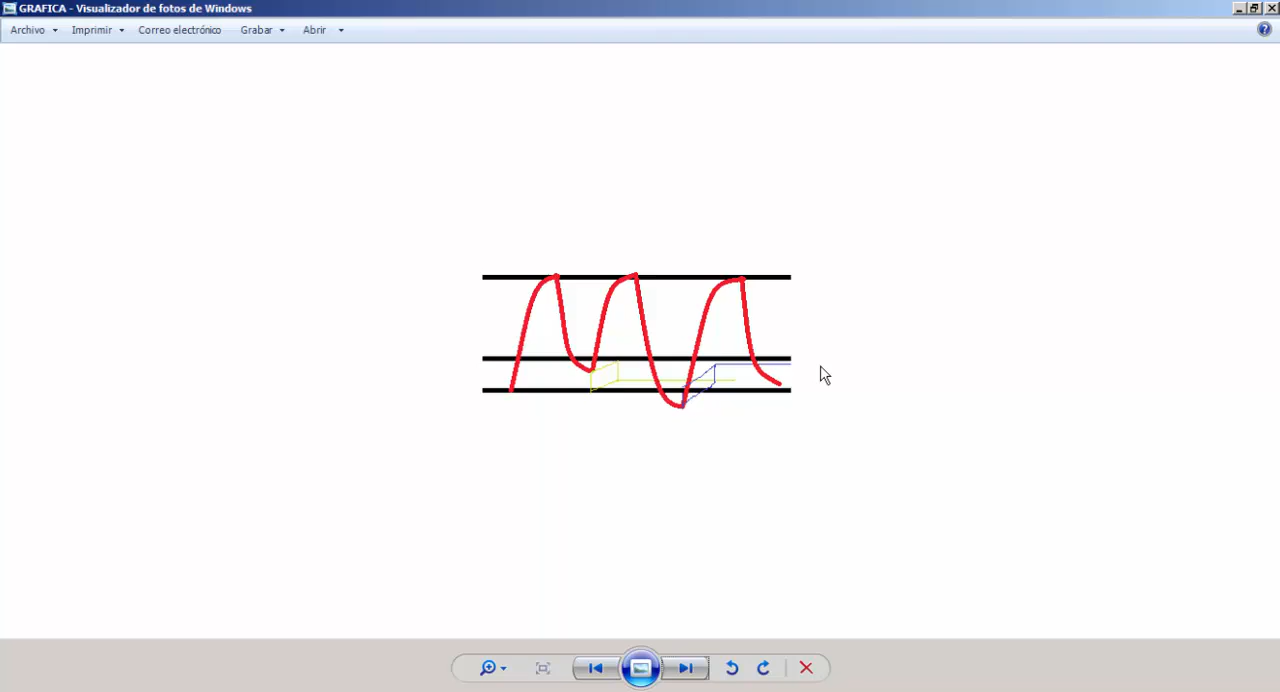 GRAFICA - Visualizador de fotos de Windows
Archivo Imprimir Correo electrónico Grabar Abrir